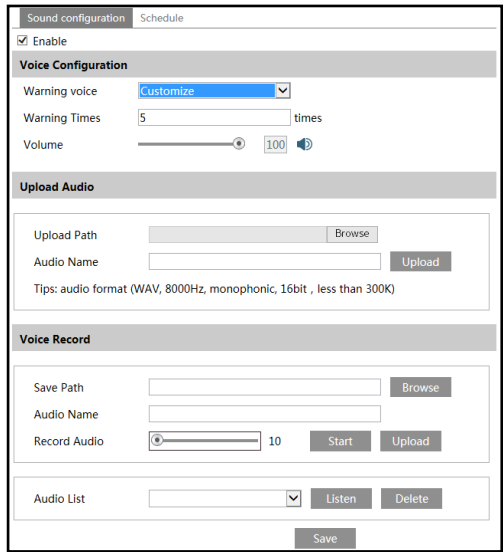 Sound configuration Schedule
Enable
Voice Configuration
Warning voice Customize
Warning Times 5 times
Volume 100
Upload Audio
Upload Path Browse
Audio Name Upload
Tips: audio format (WAV, 8000Hz, monophonic, 16bit , less than 300K)
Voice Record
Save Path Browse
Audio Name
Record Audio 10 Start Upload
Audio List Listen Delete
Save